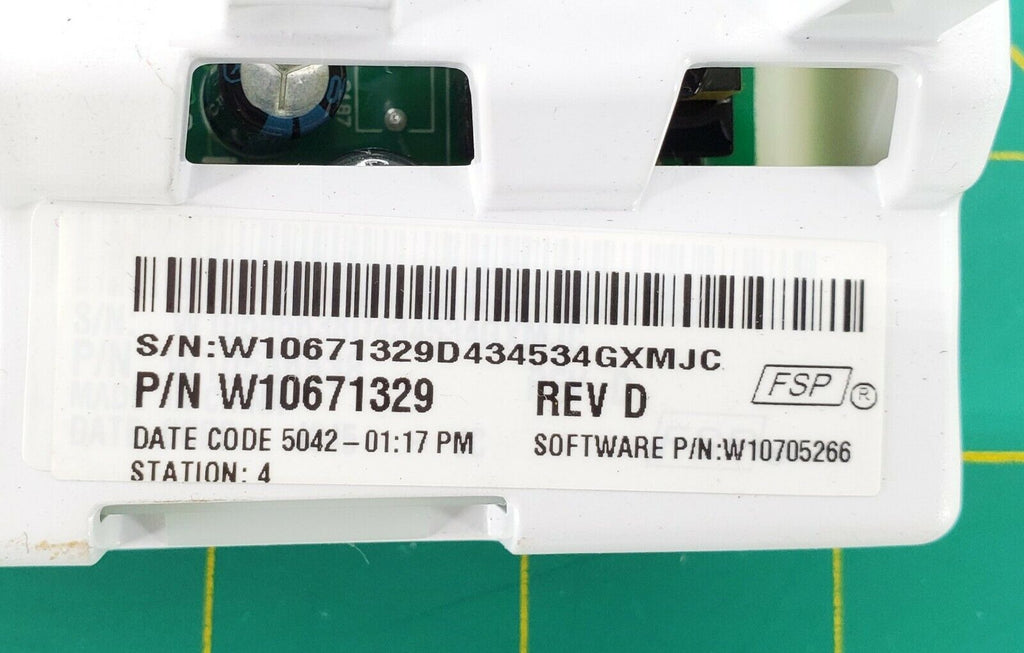 S/N:W10671329D434534GXMJC
P/N W10671329 REV D FSP ®
DATE CODE 5042-01:17 PM SOFTWARE P/N:W10705266
STATION: 4